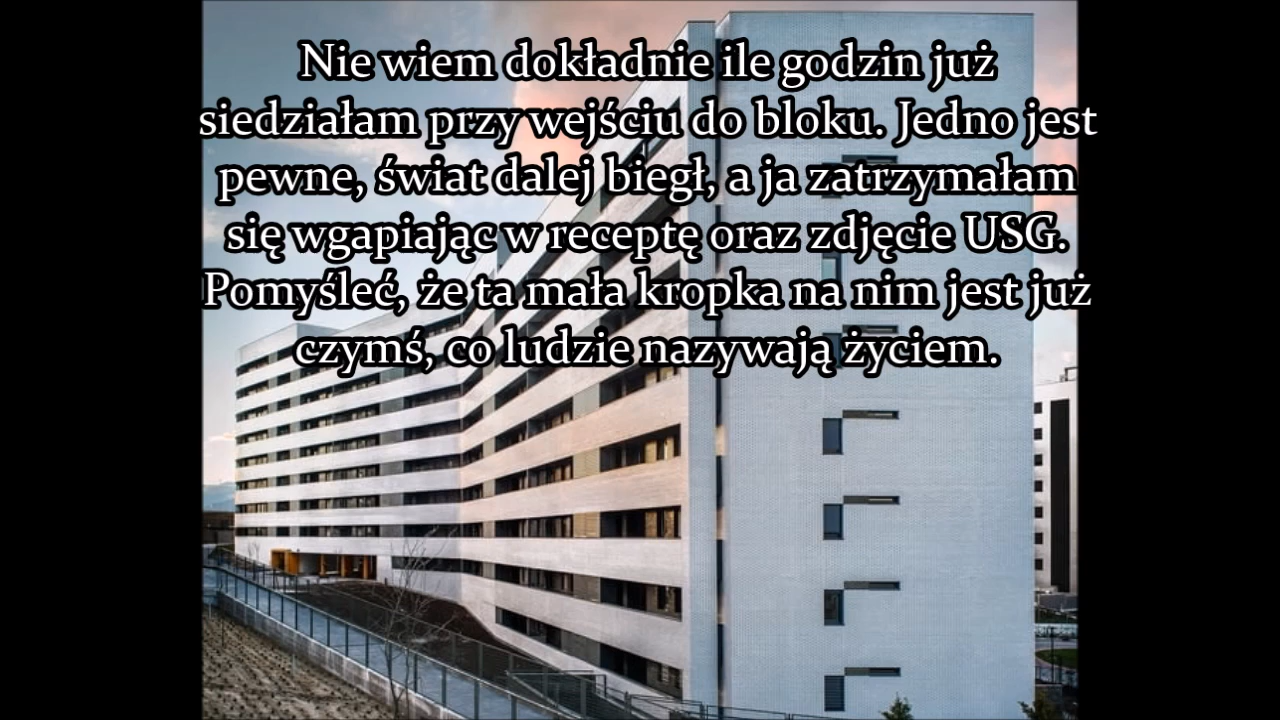 Nie wiem dokładnie ile godzin już
siedziałam przy wejściu do bloku. Jedno jest
pewne, świat dalej biegł, a ja zatrzymałam
się wgapiając w receptę oraz zdjęcie USG.
Pomyśleć, że ta mała kropka na nim jest już
czymś, co ludzie nazywają życiem.